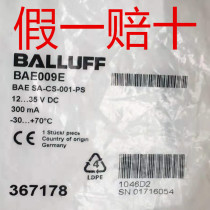 假一赔十
BALLUFF
BAE009E
BAE SA-CS-001-PS
12...35 V DC
300 mA
-30...+70°C
1 Stück/ piece
Country of origin
Germany
4
LDPE
367178
1046D2
SN 01716054